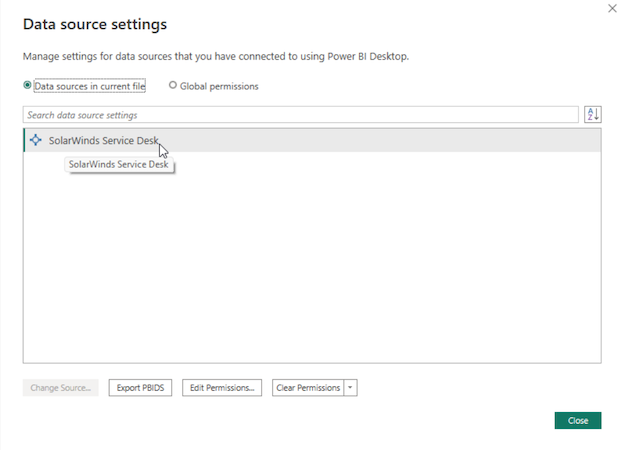 Data source settings
Manage settings for data sources that you have connected to using Power BI Desktop.
Data sources in current file
Global permissions
Search data source settings
A
Z
SolarWinds Service Desk
SolarWinds Service Desk
Change Source...
Export PBIDS
Edit Permissions...
Clear Permissions
Close